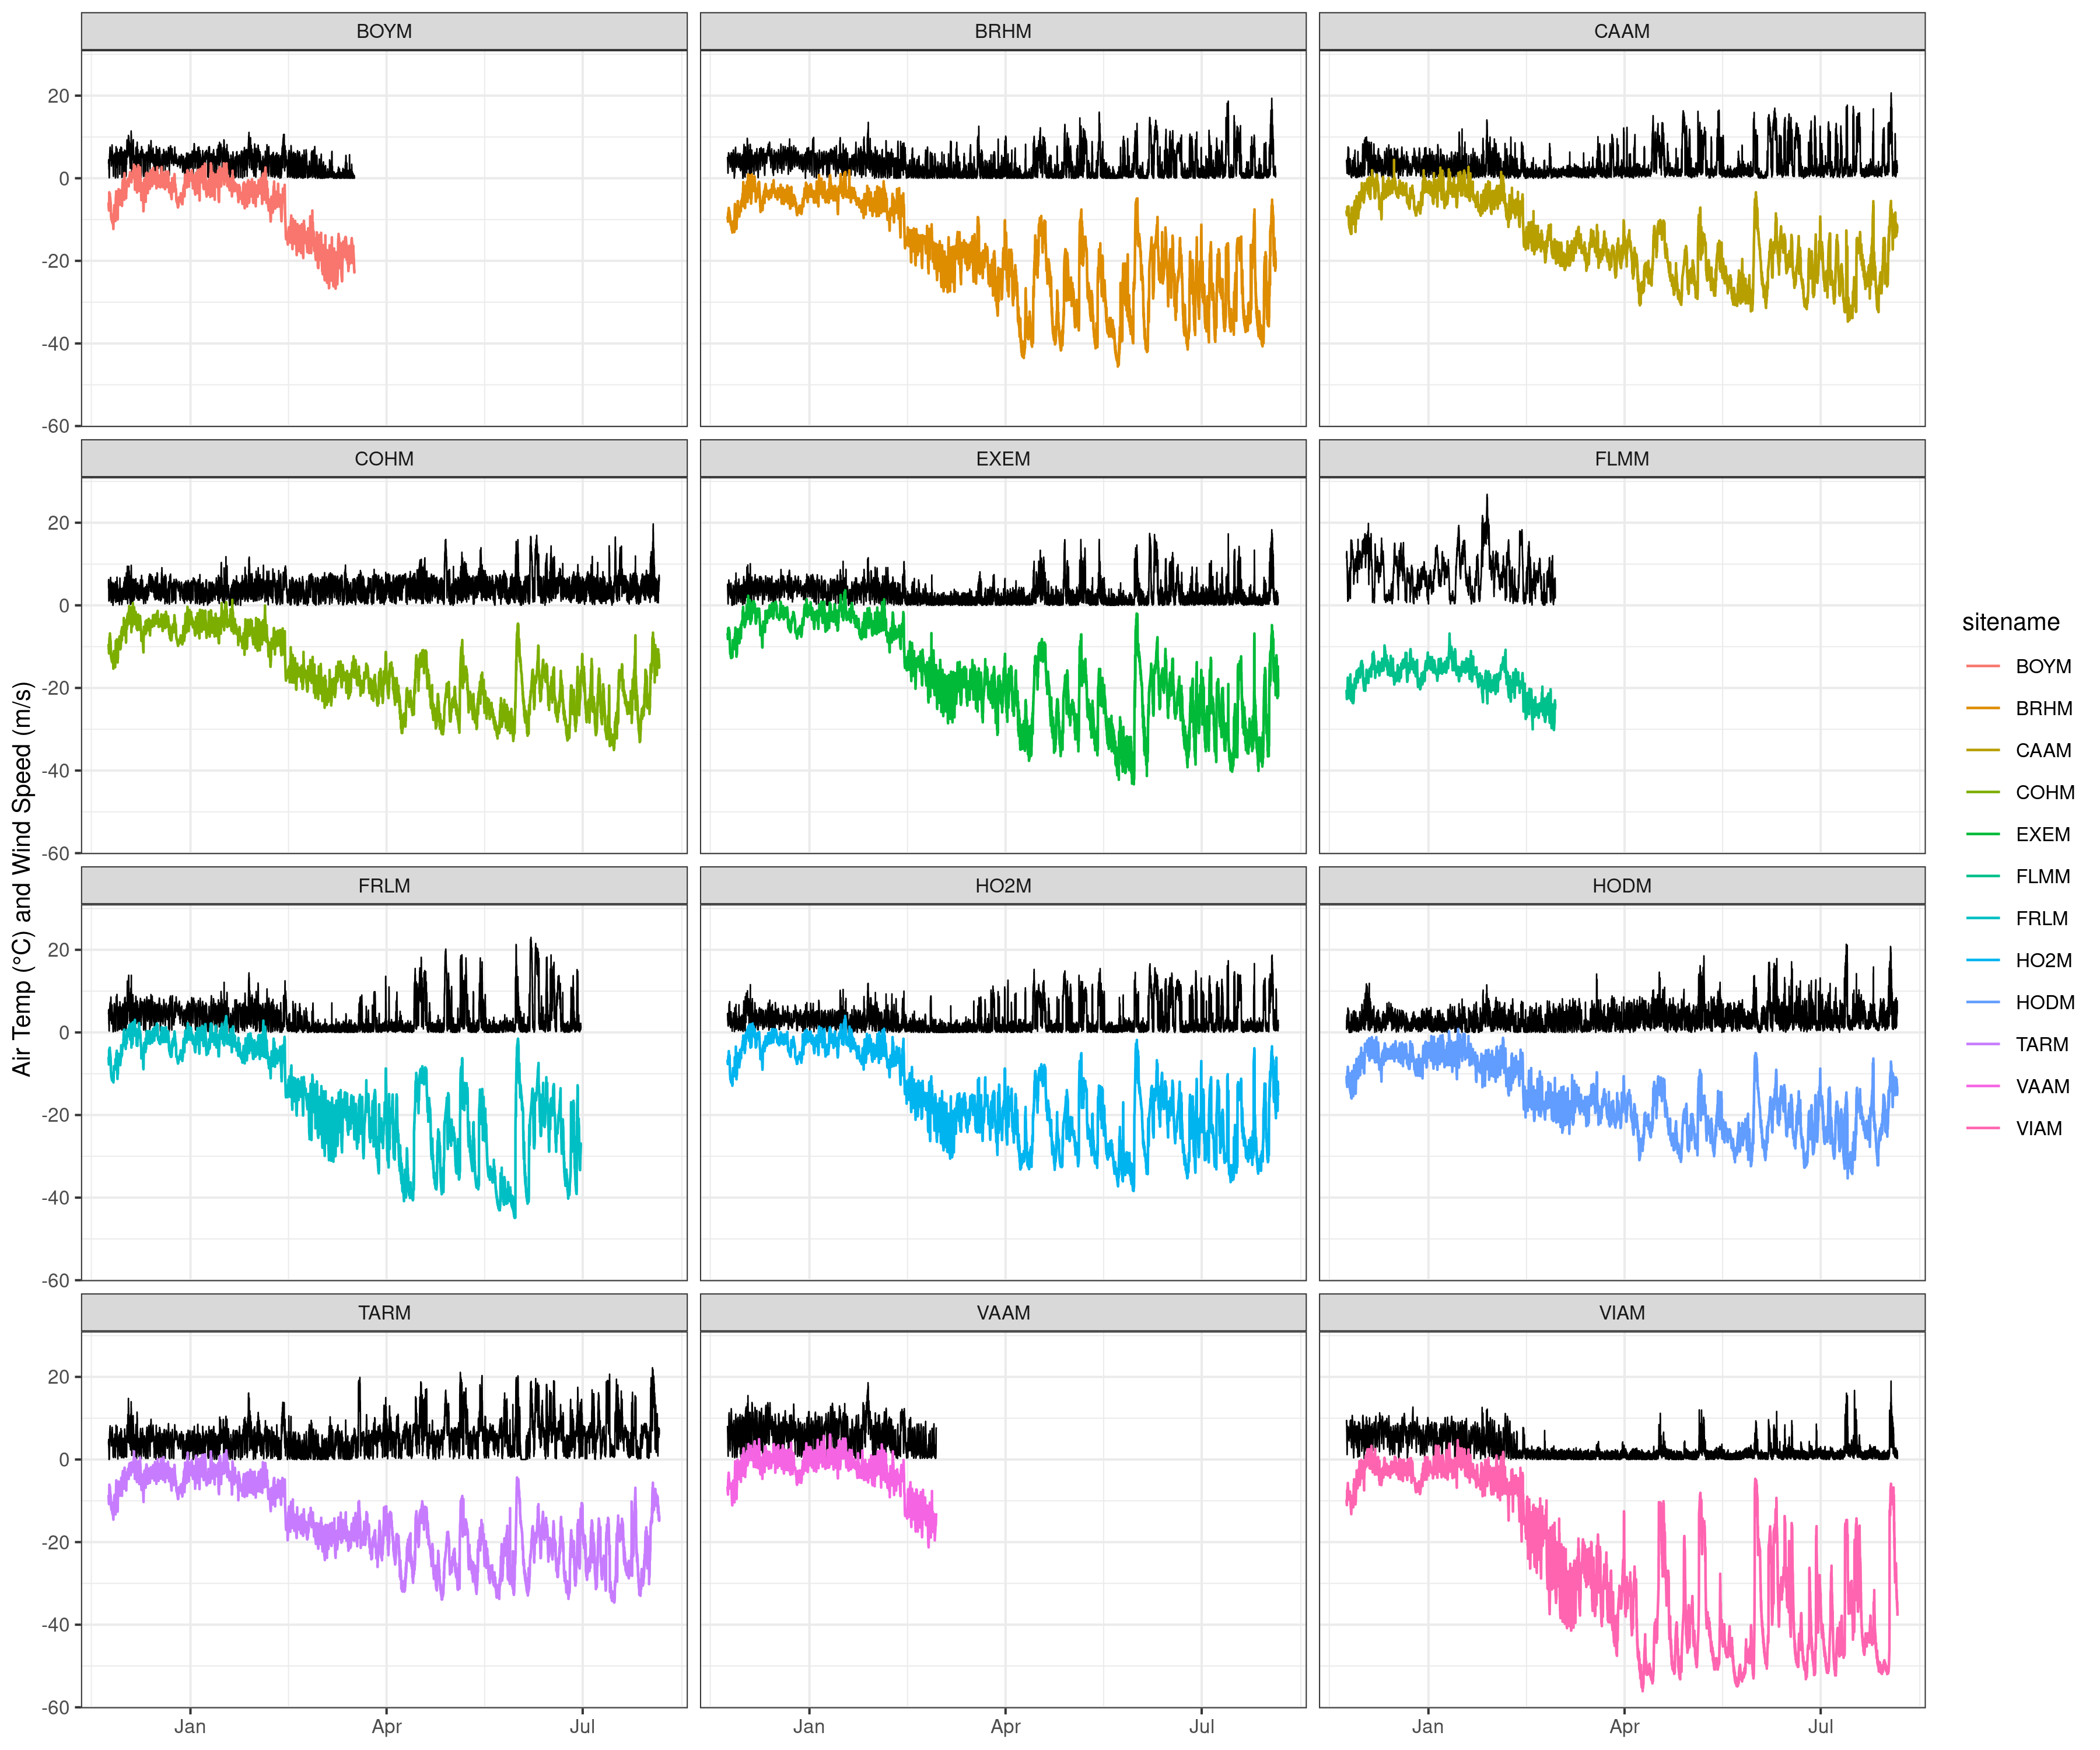 BOYM BRHM CAAM
20
0
-20
-40
-60
COHM EXEM FLMM
20
0
-20
-40
-60
FRLM HO2M HODM
20
0
-20
-40
-60
TARM VAAM VIAM
20
0
-20
-40
-60
Jan Apr Jul Jan Apr Jul Jan Apr Jul
Air Temp (°C) and Wind Speed (m/s)
sitename
BOYM
BRHM
CAAM
COHM
EXEM
FLMM
FRLM
HO2M
HODM
TARM
VAAM
VIAM